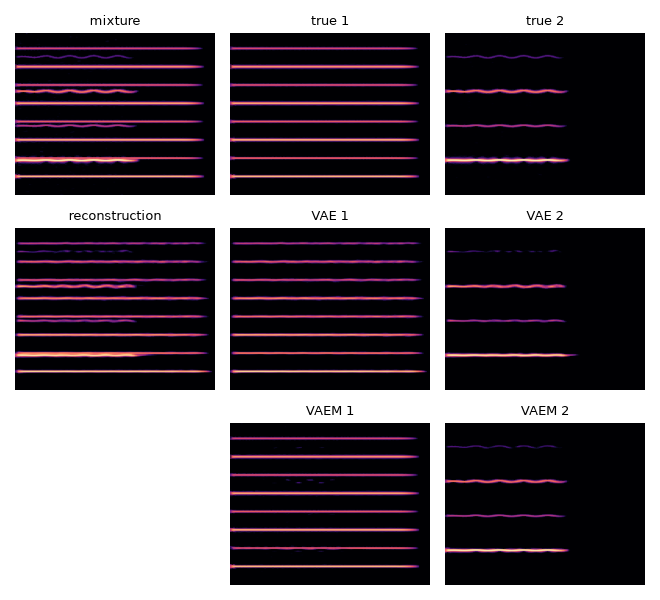 mixture
true 1
true 2
reconstruction
VAE 1
VAE 2
VAEM 1
VAEM 2